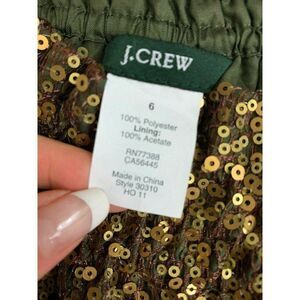 J.CREW
6
100% Polyester
Lining:
100% Acetate
RN77388
CA56445
Made in China
Style 30310
HO 11